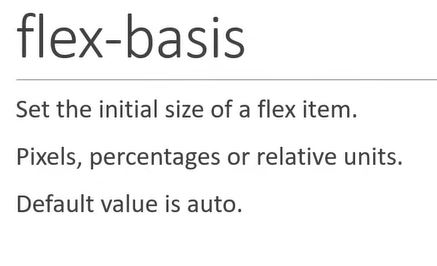 flex-basis
Set the initial size of a flex item.
Pixels, percentages or relative units.
Default value is auto.